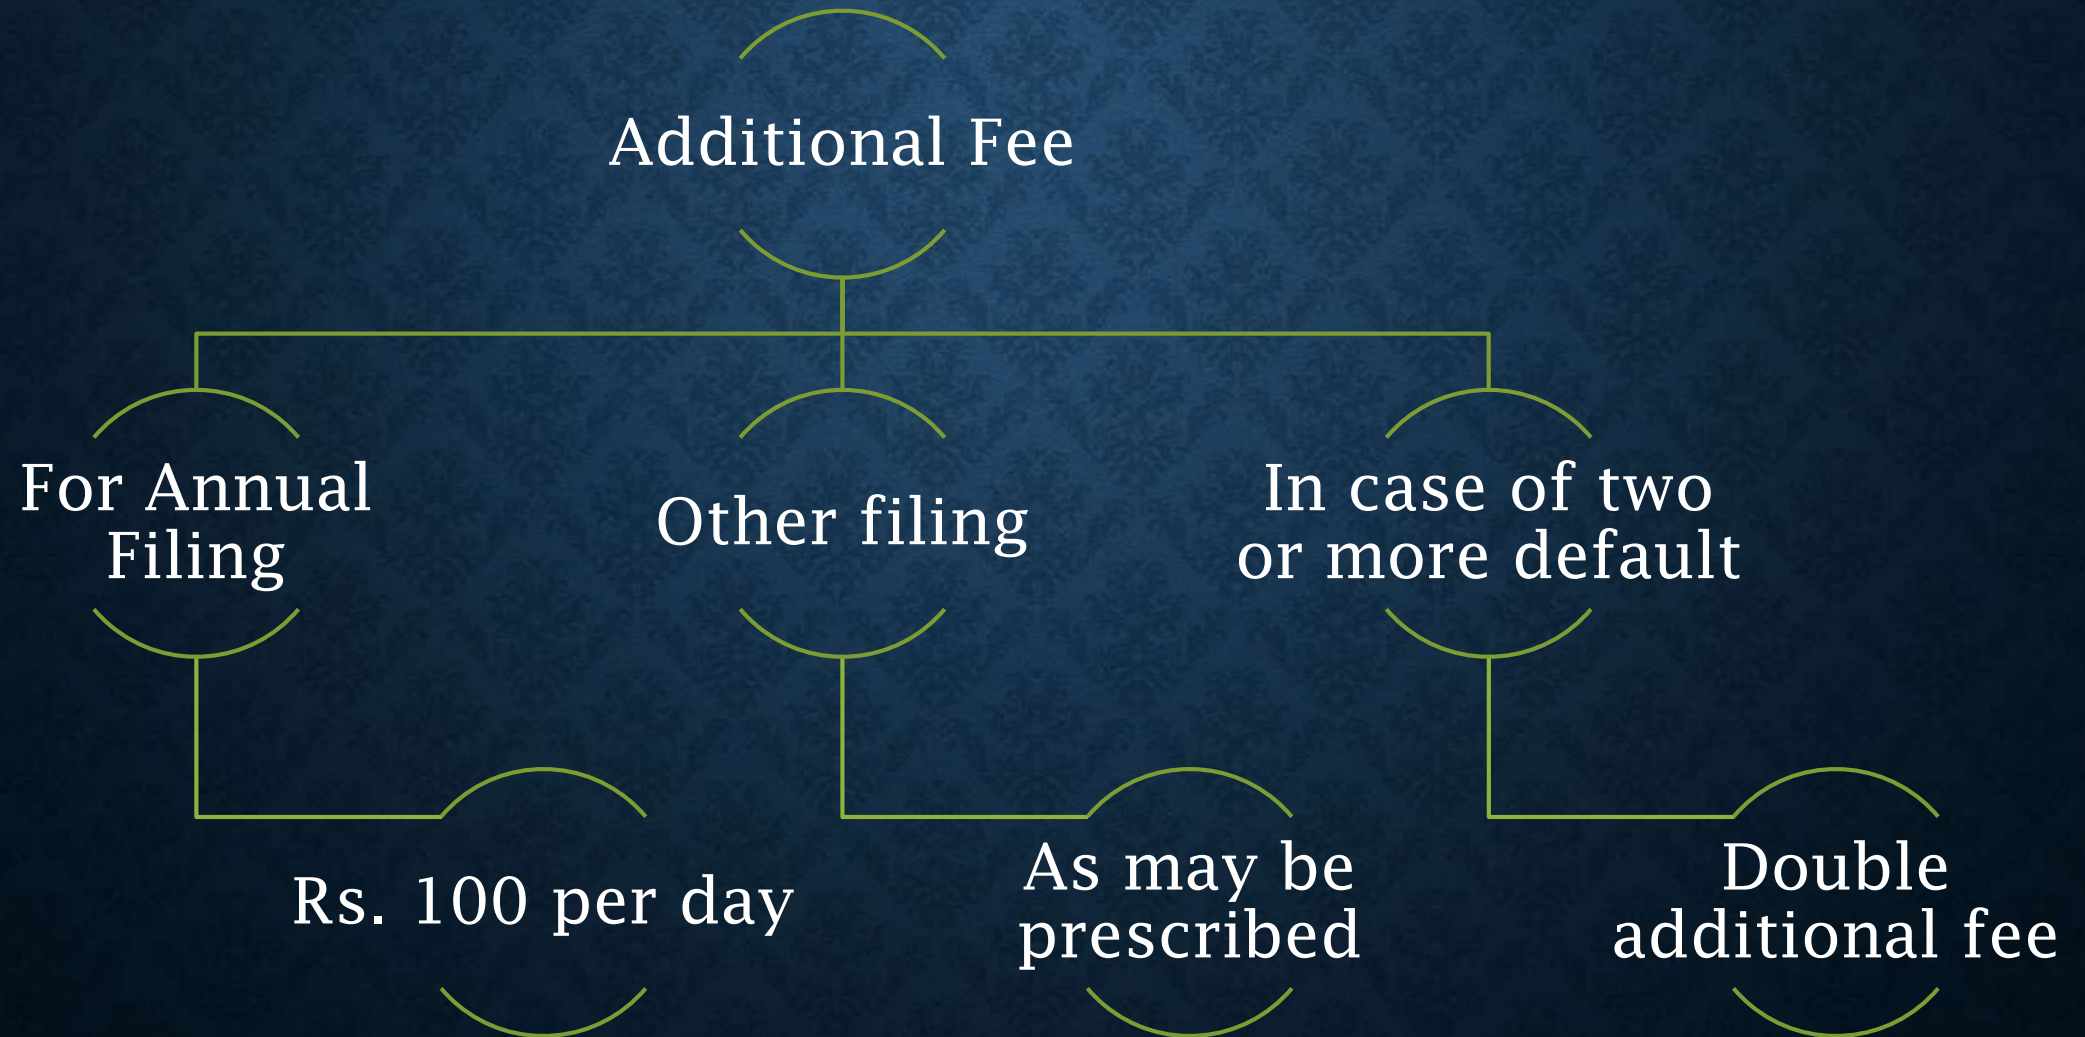 Additional Fee
For Annual
Filing
Other filing
In case of two
or more default
Rs. 100 per day
As may be
prescribed
Double
additional fee